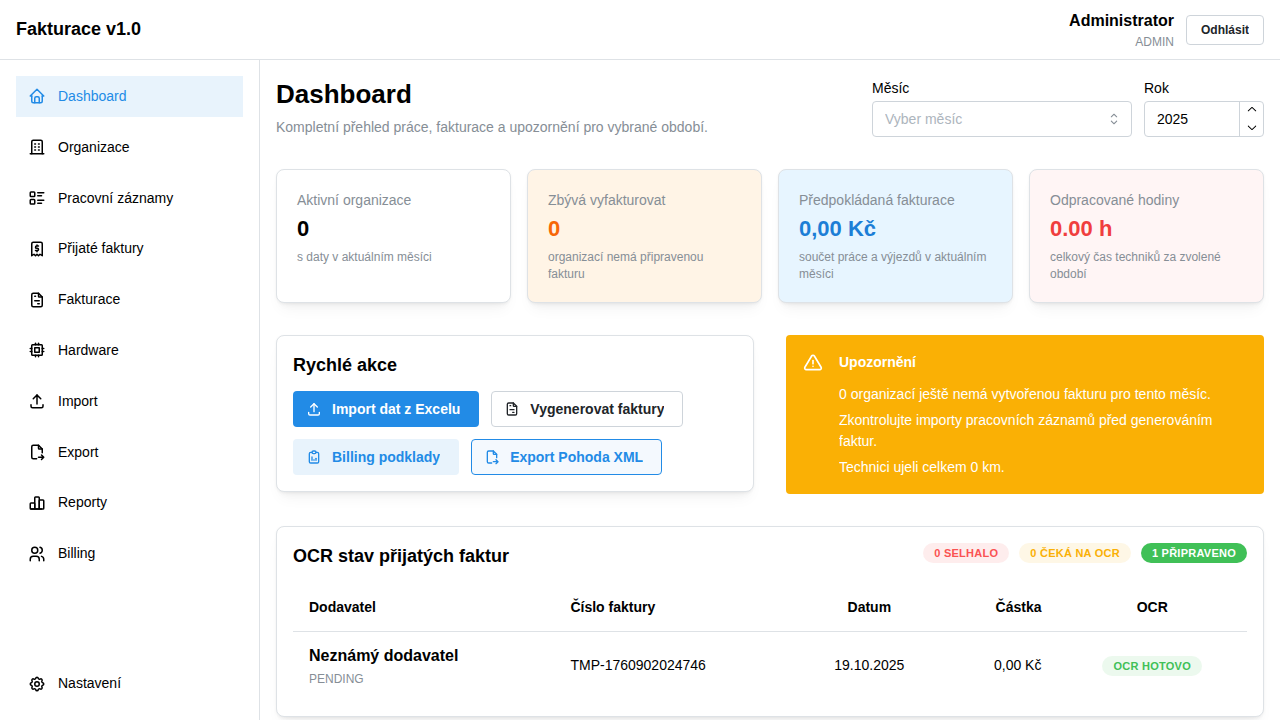 Fakturace v1.0
Administrator
ADMIN
Odhlásit
Dashboard
Organizace
Pracovní záznamy
Přijaté faktury
Fakturace
Hardware
Import
Export
Reporty
Billing
Nastavení
Dashboard
Kompletní přehled práce, fakturace a upozornění pro vybrané období.
Měsíc
Vyber měsíc
Rok
2025
Aktivní organizace
0
s daty v aktuálním měsíci
Zbývá vyfakturovat
0
organizací nemá připravenou
fakturu
Předpokládaná fakturace
0,00 Kč
součet práce a výjezdů v aktuálním
měsíci
Odpracované hodiny
0.00 h
celkový čas techniků za zvolené
období
Rychlé akce
Import dat z Excelu
Vygenerovat faktury
Billing podklady
Export Pohoda XML
Upozornění
0 organizací ještě nemá vytvořenou fakturu pro tento měsíc.
Zkontrolujte importy pracovních záznamů před generováním
faktur.
Technici ujeli celkem 0 km.
OCR stav přijatých faktur
0 SELHALO
0 ČEKÁ NA OCR
1 PŘIPRAVENO
Dodavatel
Číslo faktury
Datum
Částka
OCR
Neznámý dodavatel
PENDING
TMP-1760902024746
19.10.2025
0,00 Kč
OCR HOTOVO